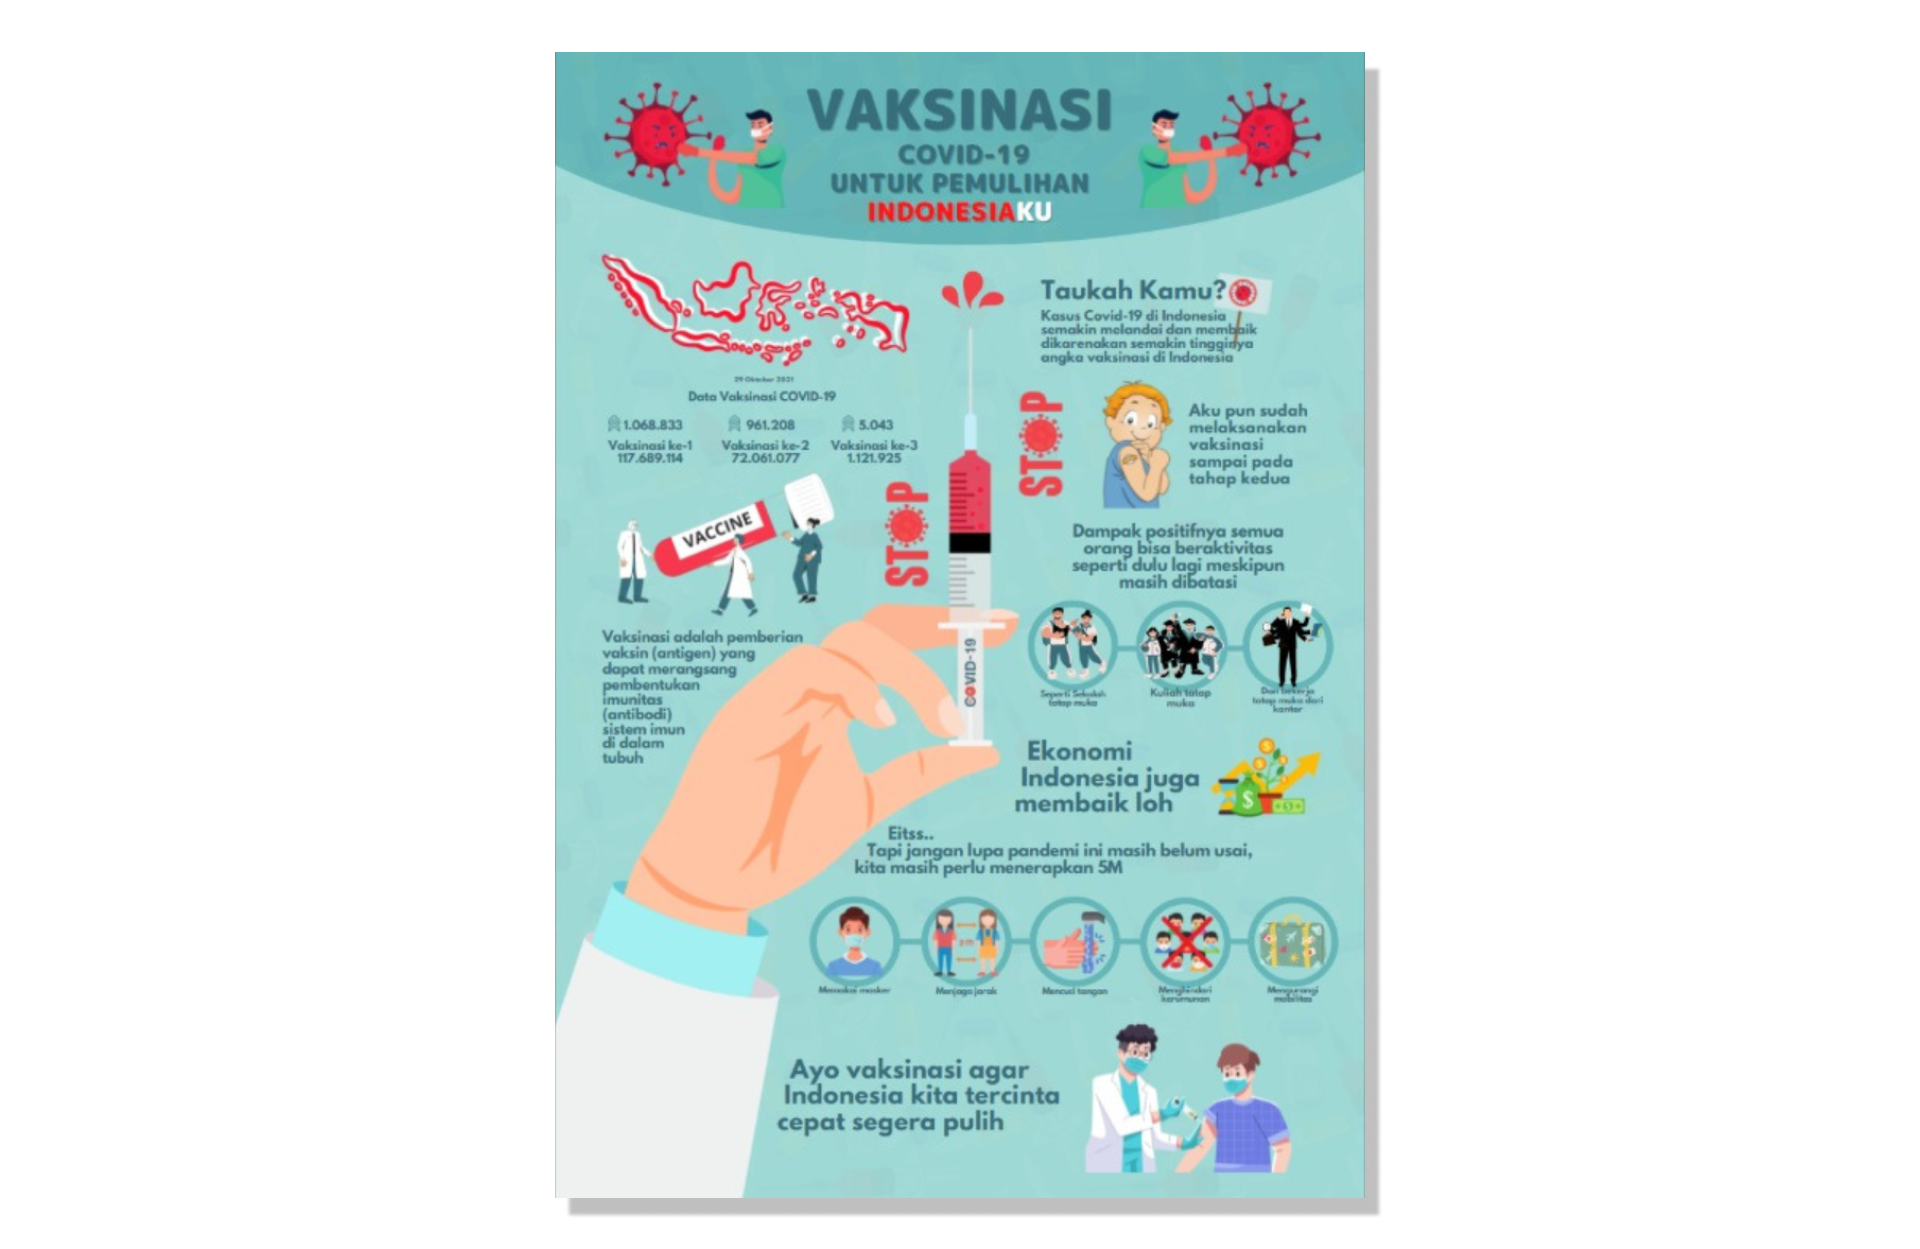 VAKSINASI
COVID-19
UNTUK PEMULIHAN
INDONESIAKU
29 Oktober 2021
Data Vaksinasi COVID-19
1.068.833
961.208
5.043
Vaksinasi ke-1
117.689.114
Vaksinasi ke-2
72.061.077
Vaksinasi ke-3
1.121.925
VACCINE
STOP
Vaksinasi adalah pemberian
vaksin (antigen) yang
dapat merangsang
pembentukan
imunitas
(antibodi)
sistem imun
di dalam
tubuh
COVID-19
Taukah Kamu?
Kasus Covid-19 di Indonesia
semakin melandai dan membaik
dikarenakan semakin tingginya
angka vaksinasi di Indonesia
STOP
Aku pun sudah
melaksanakan
vaksinasi
sampai pada
tahap kedua
Dampak positifnya semua
orang bisa beraktivitas
seperti dulu lagi meskipun
masih dibatasi
Seperti Sekolah
tatap muka
Kuliah tatap
muka
Dan bekerja
tatap muka dari
kantor
Ekonomi
Indonesia juga
membaik loh
Eitss..
Tapi jangan lupa pandemi ini masih belum usai,
kita masih perlu menerapkan 5M
2m
Memakai masker
Menjaga jarak
Mencuci tangan
Menghindari
kerumunan
Mengurangi
mobilitas
Ayo vaksinasi agar
Indonesia kita tercinta
cepat segera pulih